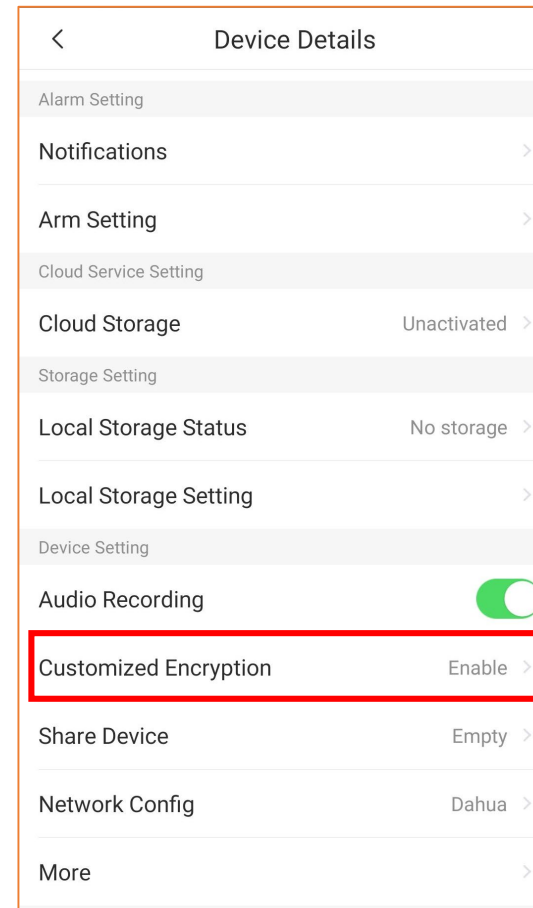 Device Details
Alarm Setting
Notifications
Arm Setting
Cloud Service Setting
Cloud Storage Unactivated
Storage Setting
Local Storage Status No storage
Local Storage Setting
Device Setting
Audio Recording
Customized Encryption Enable
Share Device Empty
Network Config Dahua
More